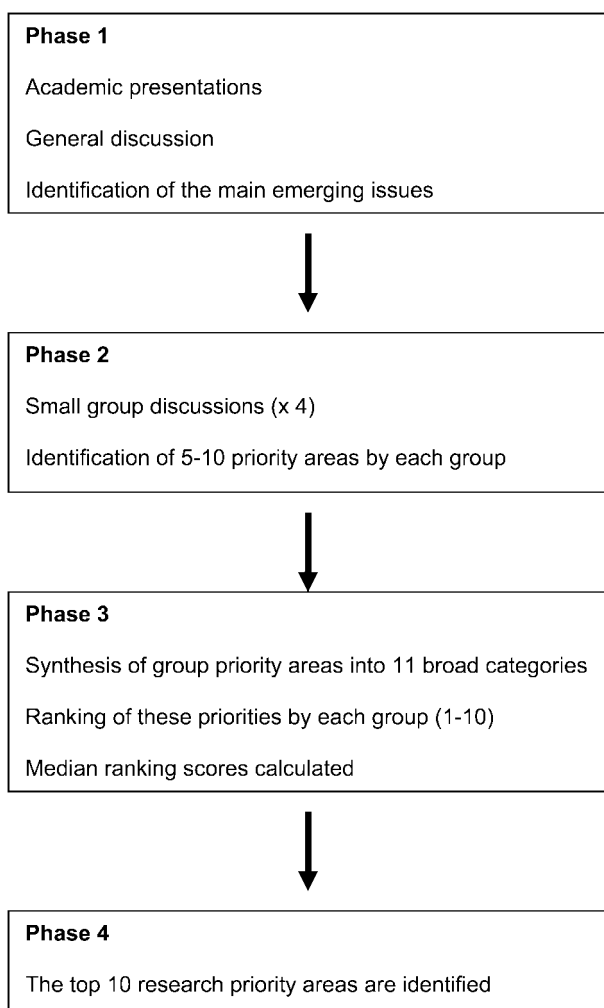 Phase 1
Academic presentations
General discussion
Identification of the main emerging issues
Phase 2
Small group discussions (x 4)
Identification of 5-10 priority areas by each group
Phase 3
Synthesis of group priority areas into 11 broad categories
Ranking of these priorities by each group (1-10)
Median ranking scores calculated
Phase 4
The top 10 research priority areas are identified